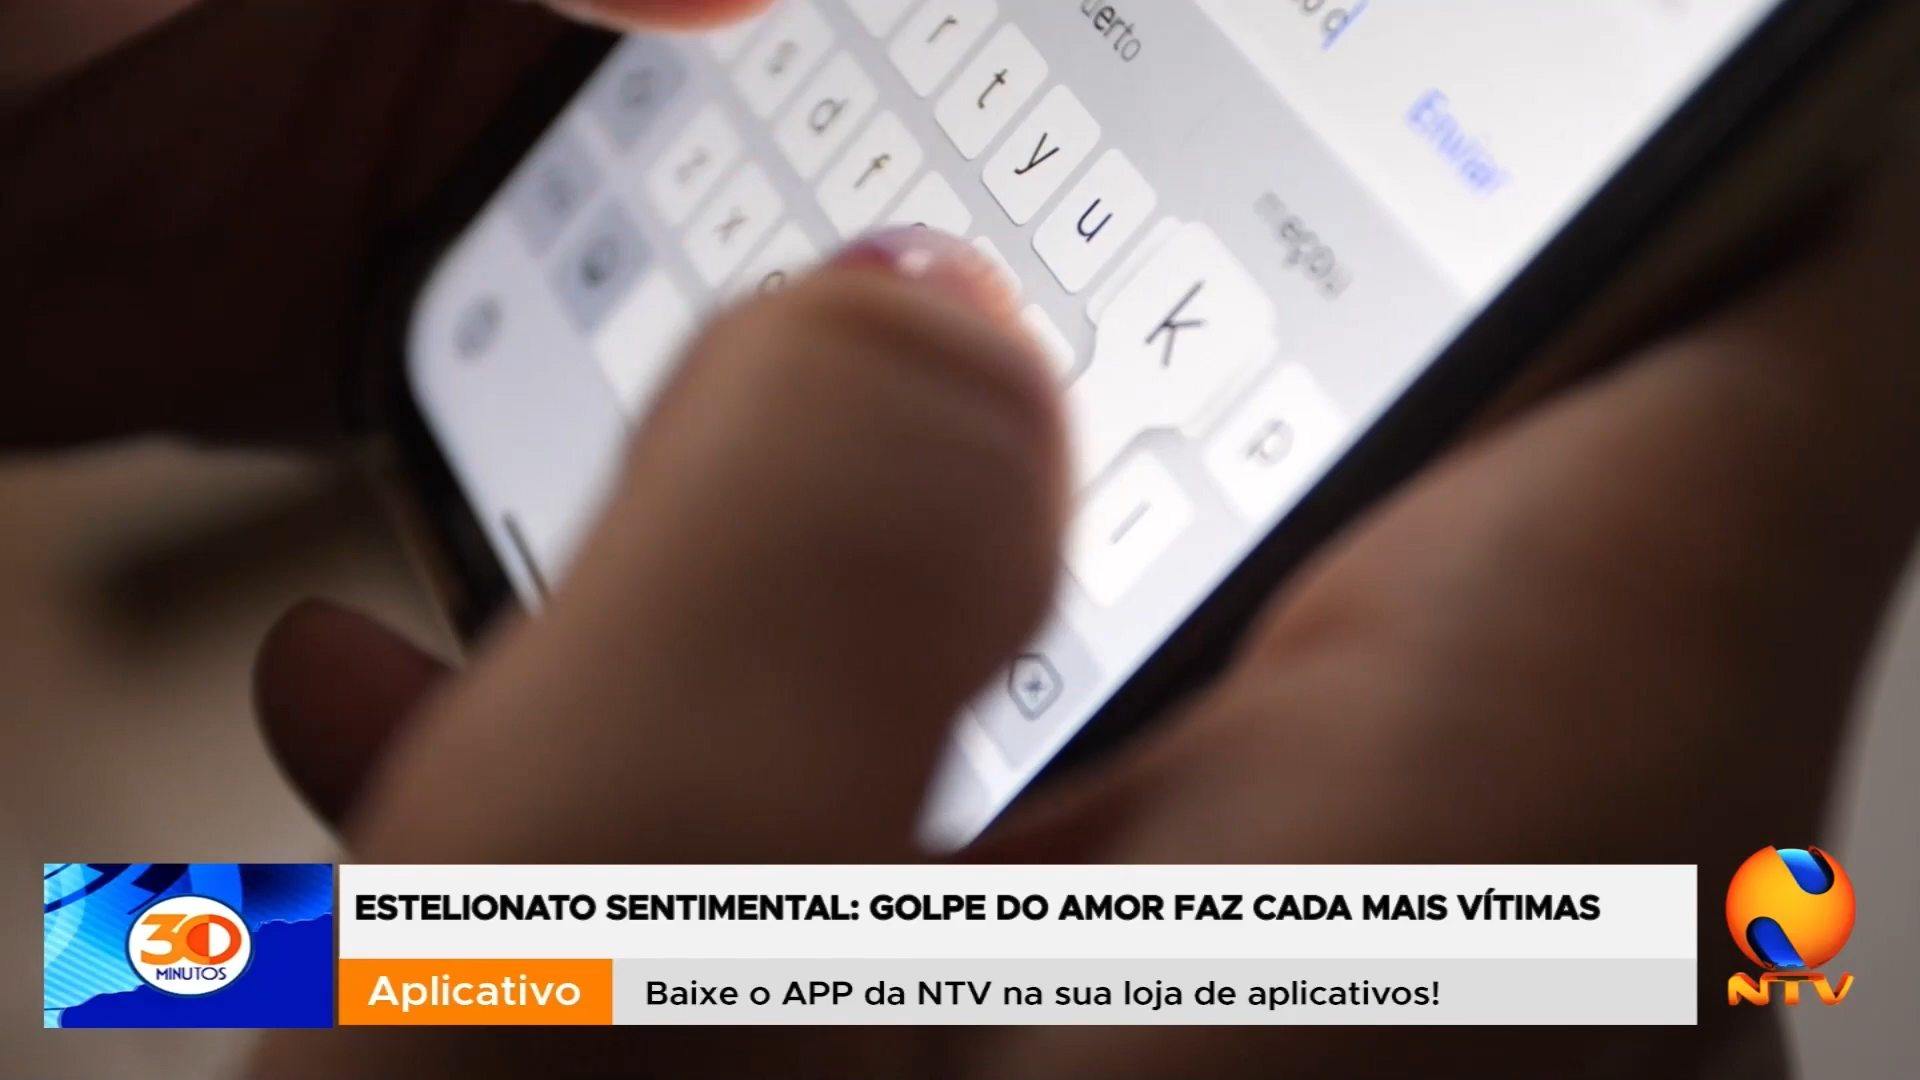 Enviar
r
t
y
u
s
d
f
k
p
z
x
l
ESTELIONATO SENTIMENTAL: GOLPE DO AMOR FAZ CADA MAIS VÍTIMAS
30
MINUTOS
Aplicativo
Baixe o APP da NTV na sua loja de aplicativos!
NTV